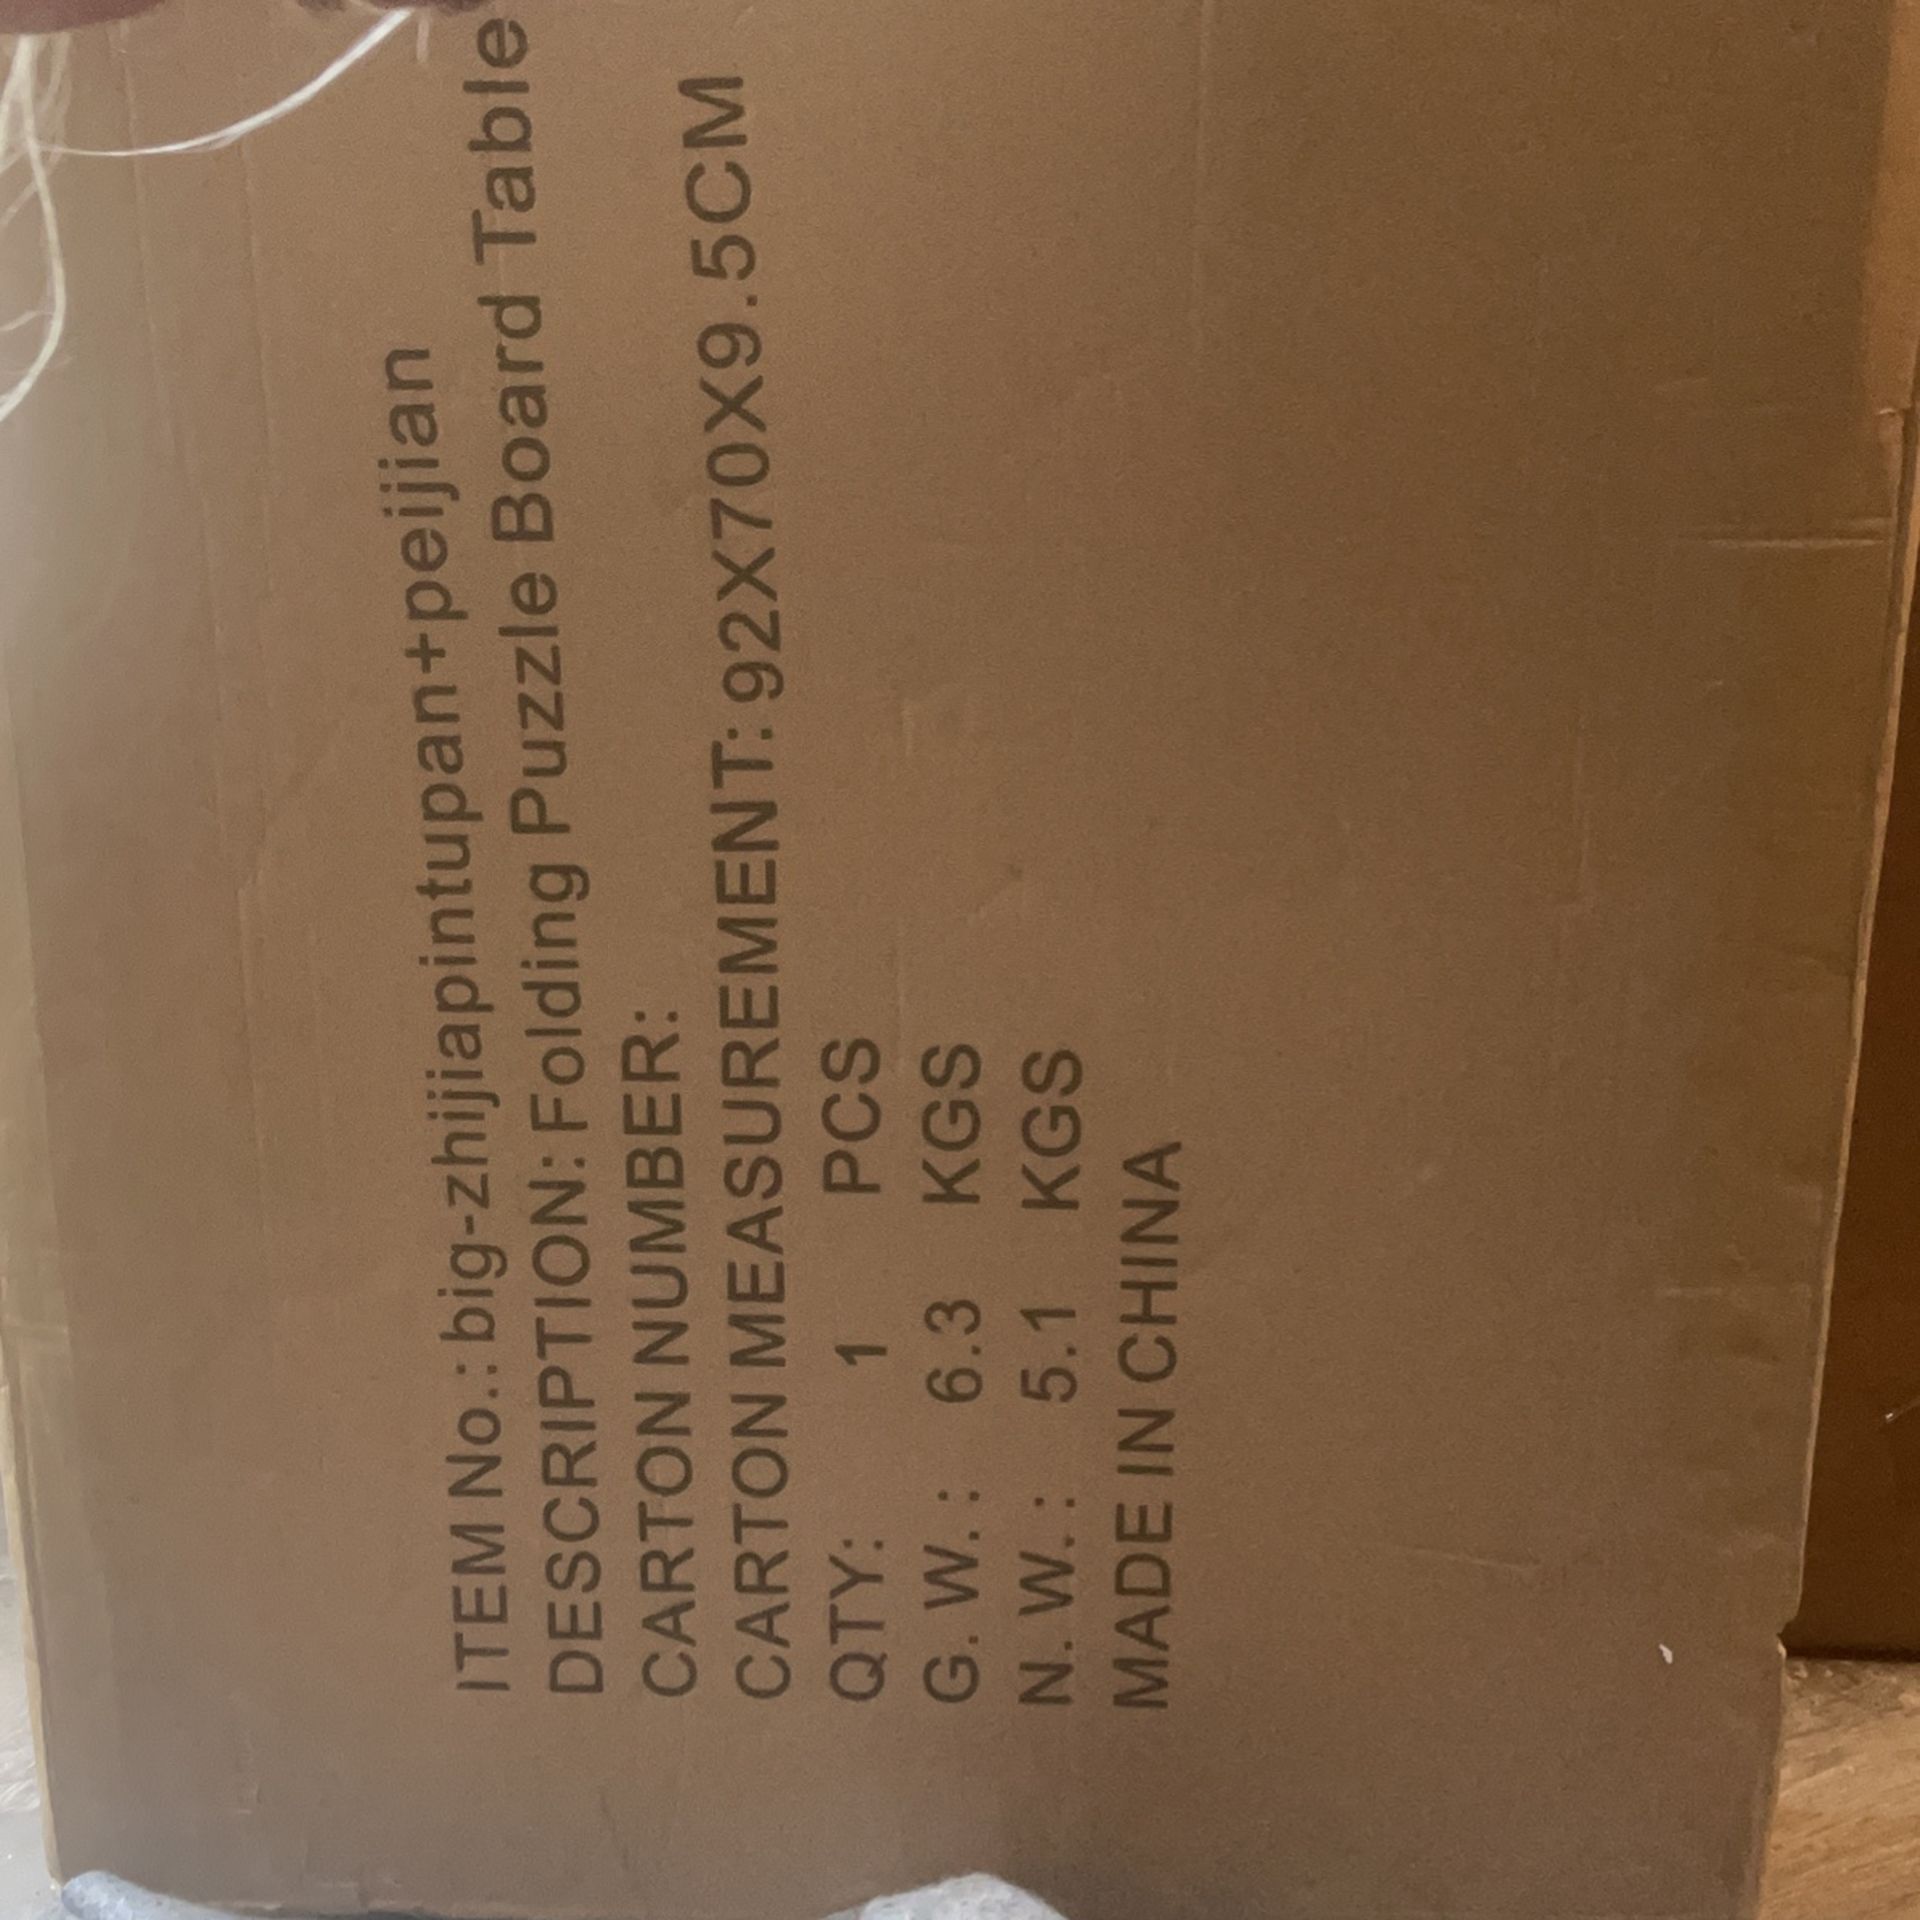 ITEM No.: big-zhijiapintupan+peijian
DESCRIPTION: Folding Puzzle Board Table
CARTON NUMBER:
CARTON MEASUREMENT: 92X70X9.5CM
QTY: 1 PCS
G.W.: 6.3 KGS
N.W.: 5.1 KGS
MADE IN CHINA